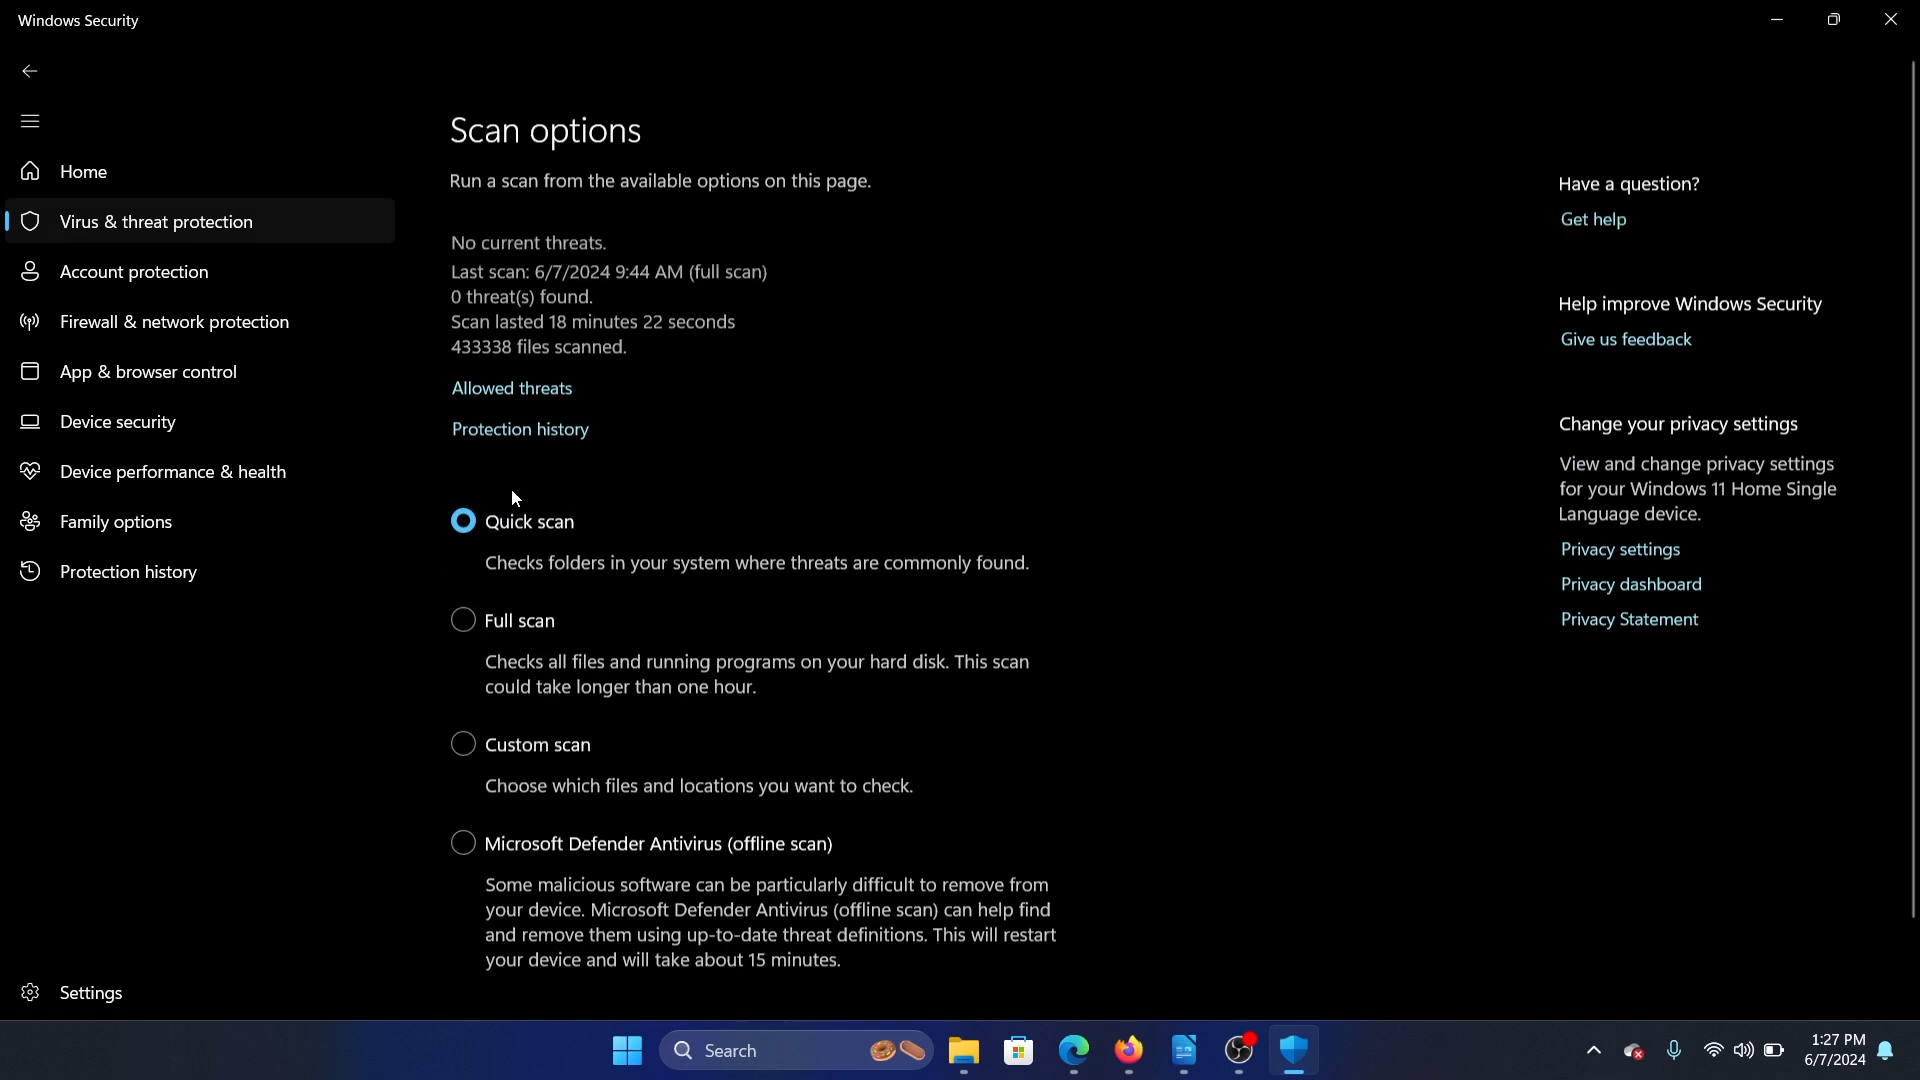 Windows Security
Home
Virus & threat protection
Account protection
Firewall & network protection
App & browser control
Device security
Device performance & health
Family options
Protection history
Settings
Scan options
Run a scan from the available options on this page.
No current threats.
Last scan: 6/7/2024 9:44 AM (full scan)
0 threat(s) found.
Scan lasted 18 minutes 22 seconds
433338 files scanned.
Allowed threats
Protection history
Quick scan
Checks folders in your system where threats are commonly found.
Full scan
Checks all files and running programs on your hard disk. This scan
could take longer than one hour.
Custom scan
Choose which files and locations you want to check.
Microsoft Defender Antivirus (offline scan)
Some malicious software can be particularly difficult to remove from
your device. Microsoft Defender Antivirus (offline scan) can help find
and remove them using up-to-date threat definitions. This will restart
your device and will take about 15 minutes.
Have a question?
Get help
Help improve Windows Security
Give us feedback
Change your privacy settings
View and change privacy settings
for your Windows 11 Home Single
Language device.
Privacy settings
Privacy dashboard
Privacy Statement
Search
1:27 PM
6/7/2024